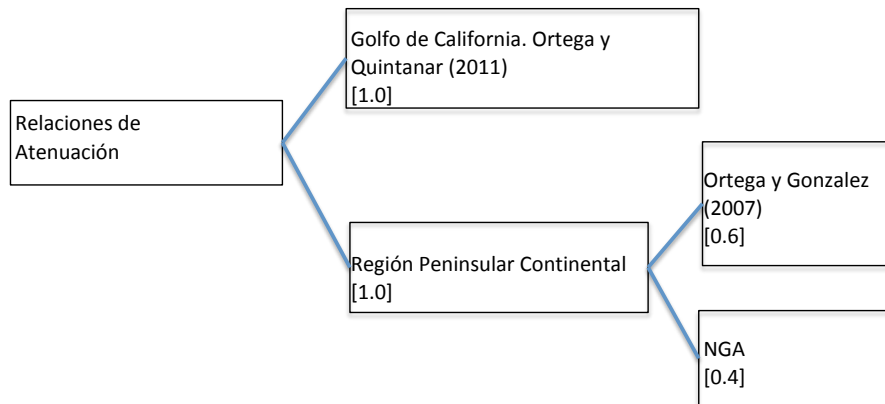 Relaciones de
Atenuación
Golfo de California. Ortega y
Quintanar (2011)
[1.0]
Región Peninsular Continental
[1.0]
Ortega y Gonzalez
(2007)
[0.6]
NGA
[0.4]